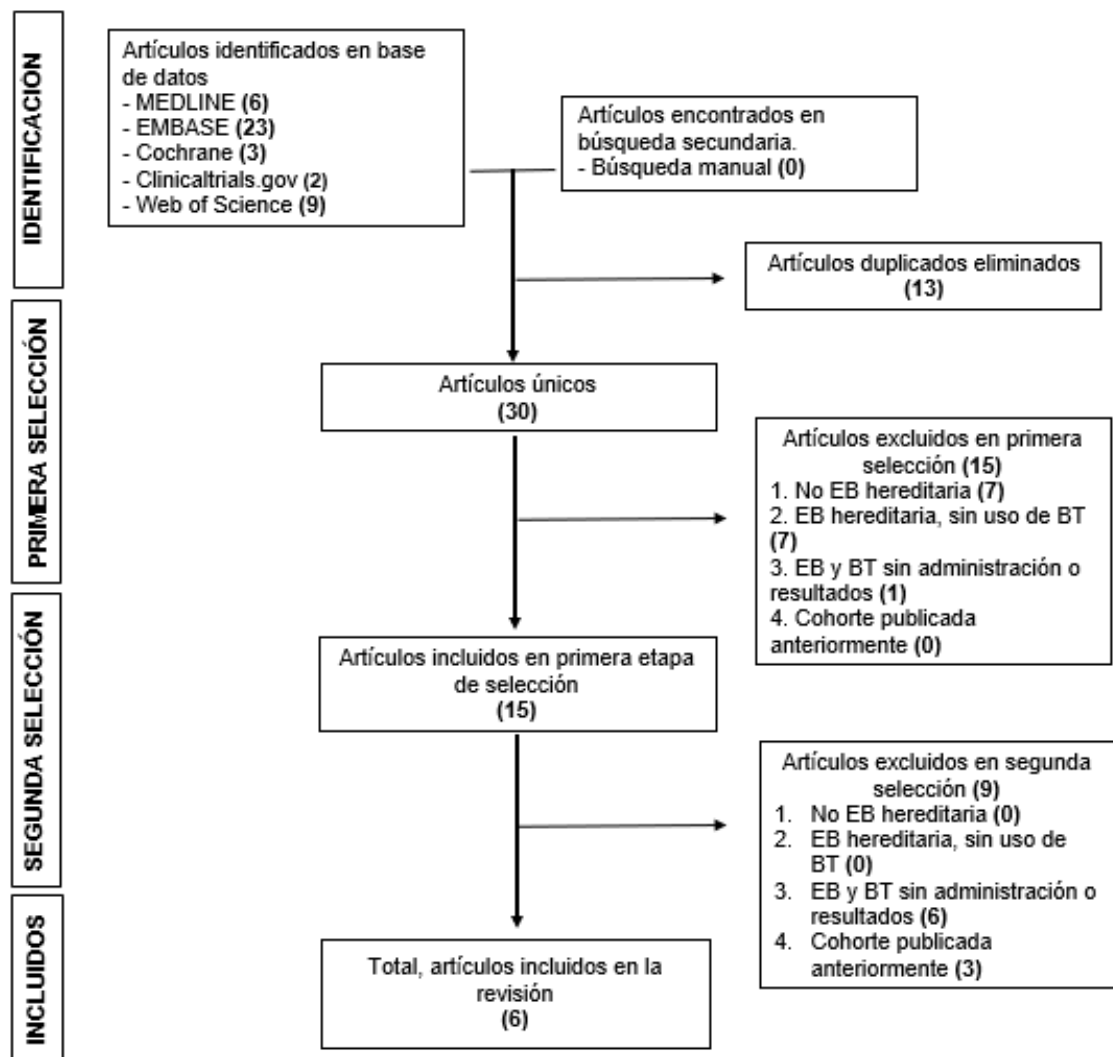 IDENTIFICACIÓN
Artículos identificados en base
de datos
- MEDLINE (6)
- EMBASE (23)
- Cochrane (3)
- Clinicaltrials.gov (2)
- Web of Science (9)
Artículos encontrados en
búsqueda secundaria.
- Búsqueda manual (0)
Artículos duplicados eliminados
(13)
PRIMERA SELECCIÓN
Artículos únicos
(30)
Artículos excluidos en primera
selección (15)
1. No EB hereditaria (7)
2. EB hereditaria, sin uso de BT
(7)
3. EB y BT sin administración o
resultados (1)
4. Cohorte publicada
anteriormente (0)
SEGUNDA SELECCIÓN
Artículos incluidos en primera etapa
de selección
(15)
Artículos excluidos en segunda
selección (9)
1. No EB hereditaria (0)
2. EB hereditaria, sin uso de
BT (0)
3. EB y BT sin administración o
resultados (6)
4. Cohorte publicada
anteriormente (3)
INCLUIDOS
Total, artículos incluidos en la
revisión
(6)